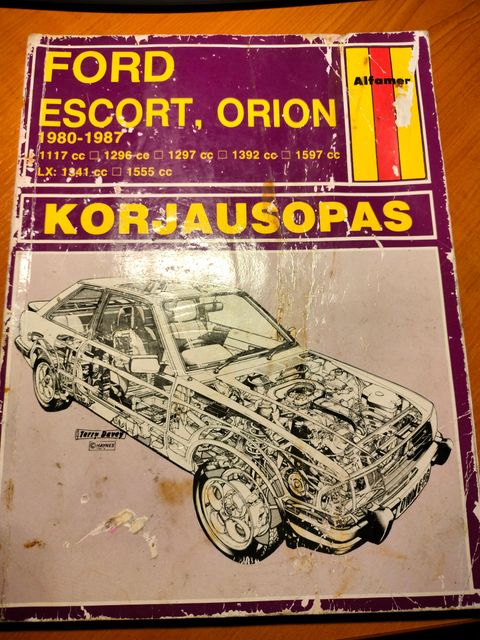 FORD
Alfamer
ESCORT, ORION
1980-1987
1117 cc □ 1296 cc □ 1297 cc □ 1392 cc □ 1597 cc
LX: 1341 cc □ 1555 cc
KORJAUSOPAS
Terry Davey
© HAYNES